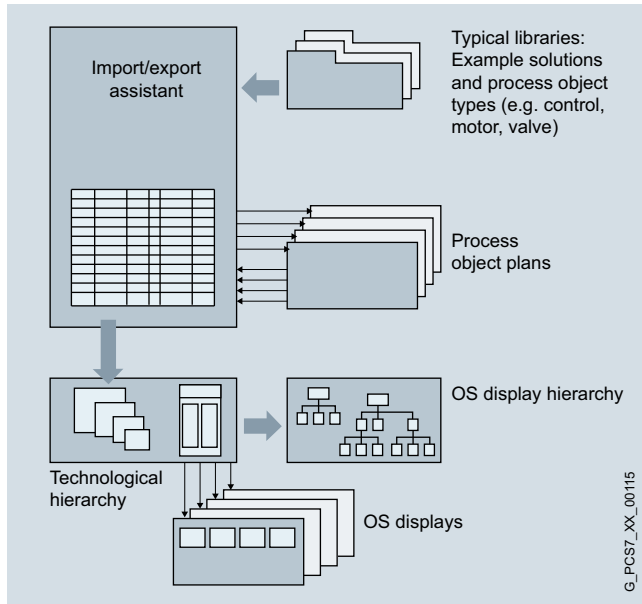 Import/export
assistant
Typical libraries:
Example solutions
and process object
types (e.g. control,
motor, valve)
Process
object plans
OS display hierarchy
Technological
hierarchy
OS displays
G_PCS7_XX_00115